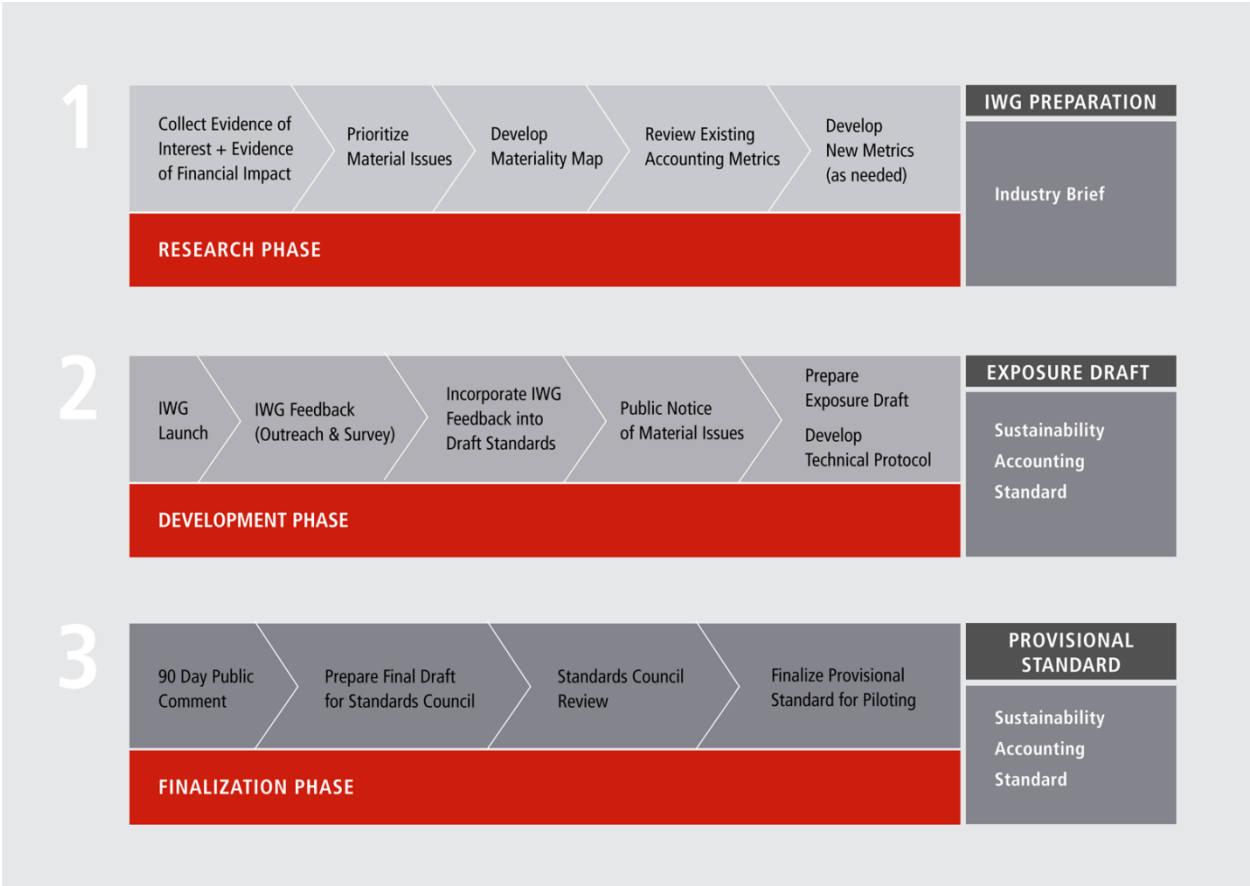 1
Collect Evidence of
Interest + Evidence
of Financial Impact
Prioritize
Material Issues
Develop
Materiality Map
Review Existing
Accounting Metrics
Develop
New Metrics
(as needed)
RESEARCH PHASE
IWG PREPARATION
Industry Brief
2
IWG
Launch
IWG Feedback
(Outreach & Survey)
Incorporate IWG
Feedback into
Draft Standards
Public Notice
of Material Issues
Prepare
Exposure Draft
Develop
Technical Protocol
DEVELOPMENT PHASE
EXPOSURE DRAFT
Sustainability
Accounting
Standard
3
90 Day Public
Comment
Prepare Final Draft
for Standards Council
Standards Council
Review
Finalize Provisional
Standard for Piloting
FINALIZATION PHASE
PROVISIONAL
STANDARD
Sustainability
Accounting
Standard